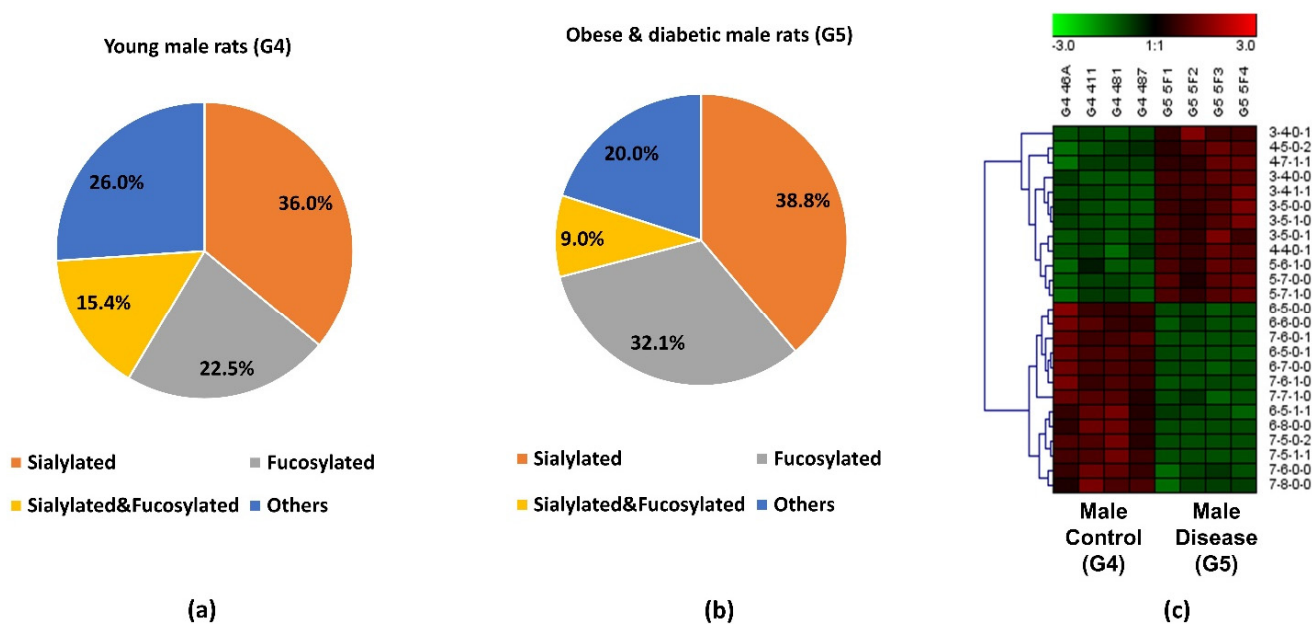 Young male rats (G4)
26.0%
36.0%
15.4%
22.5%
Sialylated
Fucosylated
Sialylated&Fucosylated
Others
(a)
Obese & diabetic male rats (G5)
20.0%
38.8%
9.0%
32.1%
Sialylated
Fucosylated
Sialylated&Fucosylated
Others
(b)
-3.0 1:1 3.0
G4 46A
G4 411
G4 481
G4 487
G5 5F1
G5 5F2
G5 5F3
G5 5F4
3-4-0-1
4-5-0-2
4-7-1-1
3-4-0-0
3-4-1-1
3-5-0-0
3-5-1-0
3-5-0-1
4-4-0-1
5-6-1-0
5-7-0-0
5-7-1-0
6-5-0-0
6-6-0-0
7-6-0-1
6-5-0-1
6-7-0-0
7-6-1-0
7-7-1-0
6-5-1-1
6-8-0-0
7-5-0-2
7-5-1-1
7-6-0-0
7-8-0-0
Male
Control
(G4)
Male
Disease
(G5)
(c)